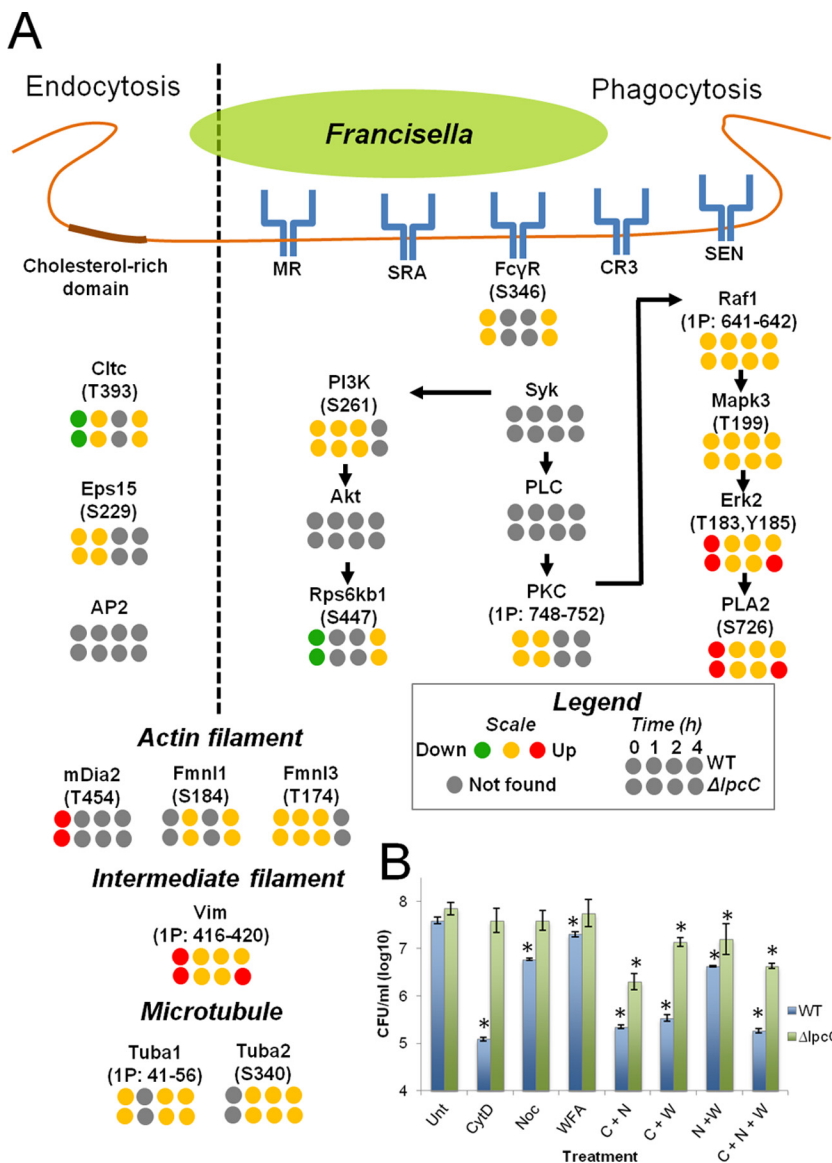 A
Endocytosis
Phagocytosis
Francisella
MR
SRA
FcγR
(S346)
CR3
SEN
Cholesterol-rich
domain
Raf1
(1P: 641-642)
Cltc
(T393)
PI3K
(S261)
Syk
Mapk3
(T199)
Eps15
(S229)
Akt
PLC
Erk2
(T183,Y185)
AP2
Rps6kb1
(S447)
PKC
(1P: 748-752)
PLA2
(S726)
Legend
Scale
Time (h)
Down
Up
0 1 2 4
WT
Not found
ΔlpcC
Actin filament
mDia2
(T454)
Fmnl1
(S184)
Fmnl3
(T174)
Intermediate filament
Vim
(1P: 416-420)
Microtubule
Tuba1
(1P: 41-56)
Tuba2
(S340)
B
CFU/ml (log10)
8
7
6
5
4
* * * * * * * * * * *
WT
ΔlpcC
Unt
CytD
Noc
WFA
C + N
C + W
N +W
C + N + W
Treatment